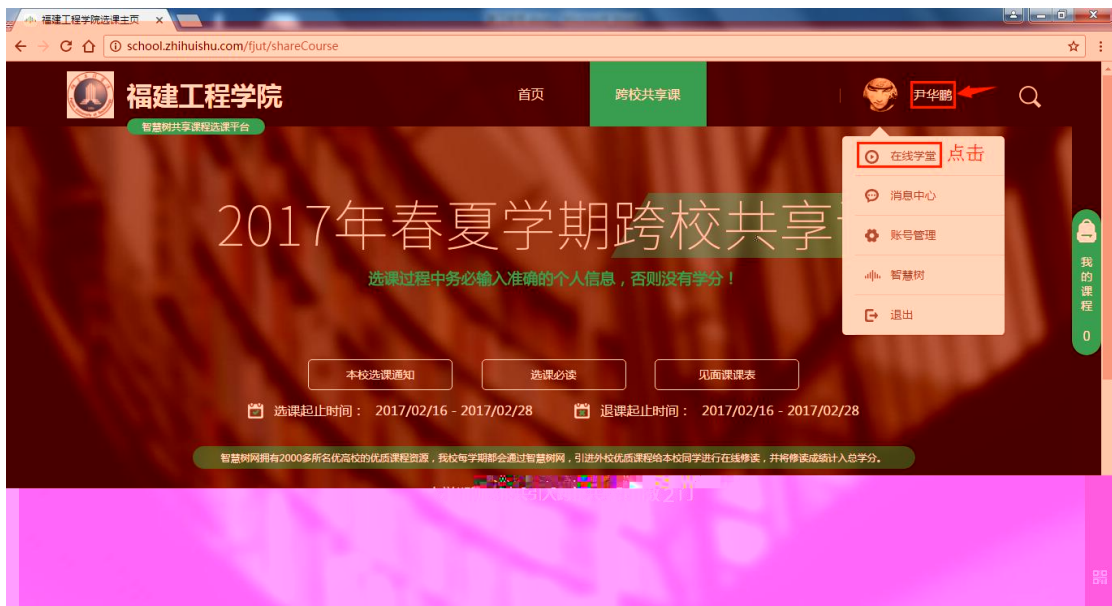 福建工程学院选课主页
school.zhihuishu.com/fjut/shareCourse
福建工程学院
智慧树共享课程选课平台
首页
跨校共享课
尹华鹏
在线学堂
点击
消息中心
账号管理
智慧树
退出
2017年春夏学期跨校共享
选课过程中务必输入准确的个人信息，否则没有学分！
我的课程
0
本校选课通知
选课必读
见面课课表
选课起止时间： 2017/02/16 - 2017/02/28
退课起止时间： 2017/02/16 - 2017/02/28
智慧树网拥有2000多所名优高校的优质课程资源，我校每学期都会通过智慧树网，引进外校优质课程给本校同学进行在线修读，并将修读成绩计入总学分。